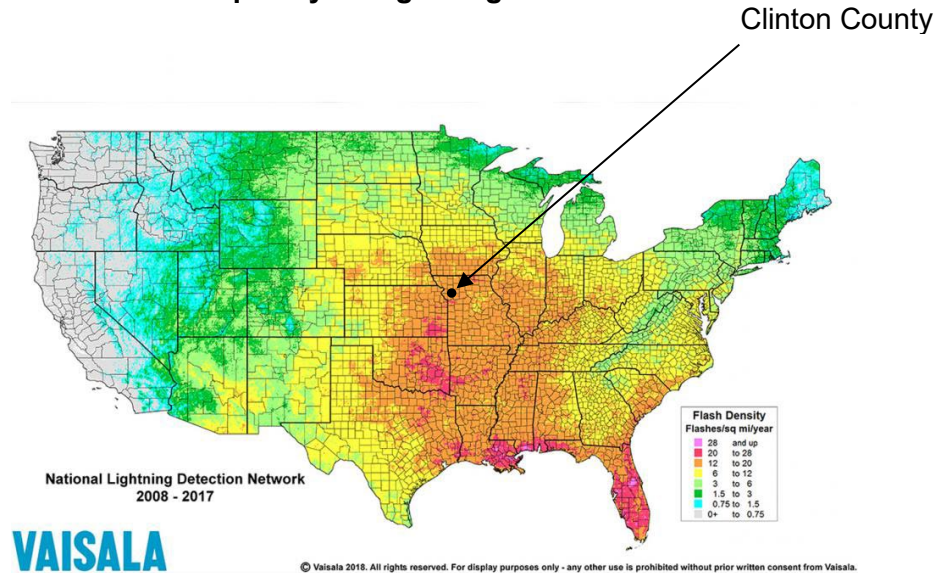 Clinton County
Flash Density
Flashes/sq mi/year
28 and up
20 to 28
12 to 20
6 to 12
3 to 6
1.5 to 3
0.75 to 1.5
0+ to 0.75
National Lightning Detection Network
2008 - 2017
VAISALA
© Vaisala 2018. All rights reserved. For display purposes only - any other use is prohibited without prior written consent from Vaisala.